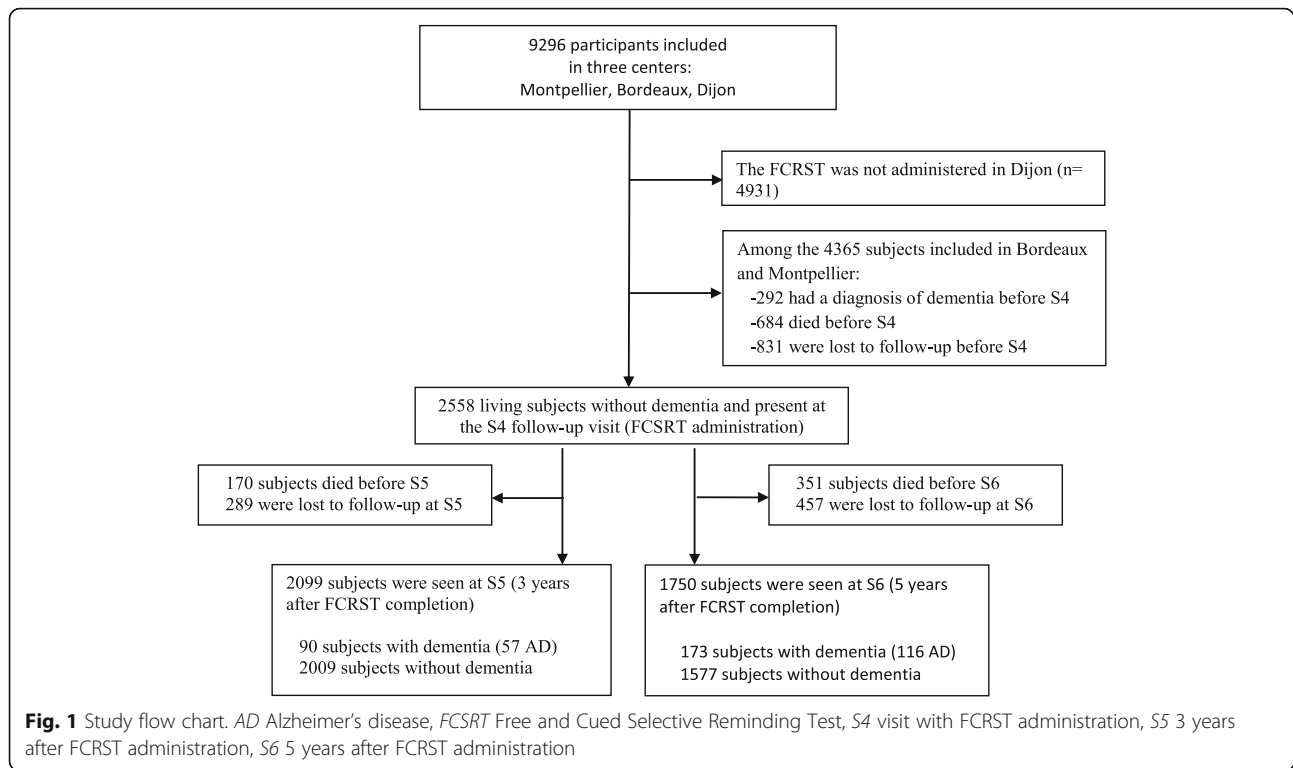 9296 participants included
in three centers:
Montpellier, Bordeaux, Dijon
The FCRST was not administered in Dijon (n=
4931)
Among the 4365 subjects included in Bordeaux
and Montpellier:
-292 had a diagnosis of dementia before S4
-684 died before S4
-831 were lost to follow-up before S4
2558 living subjects without dementia and present at
the S4 follow-up visit (FCSRT administration)
170 subjects died before S5
289 were lost to follow-up at S5
351 subjects died before S6
457 were lost to follow-up at S6
2099 subjects were seen at S5 (3 years
after FCRST completion)
90 subjects with dementia (57 AD)
2009 subjects without dementia
1750 subjects were seen at S6 (5 years
after FCRST completion)
173 subjects with dementia (116 AD)
1577 subjects without dementia
Fig. 1 Study flow chart. AD Alzheimer's disease, FCSRT Free and Cued Selective Reminding Test, S4 visit with FCRST administration, S5 3 years
after FCRST administration, S6 5 years after FCRST administration